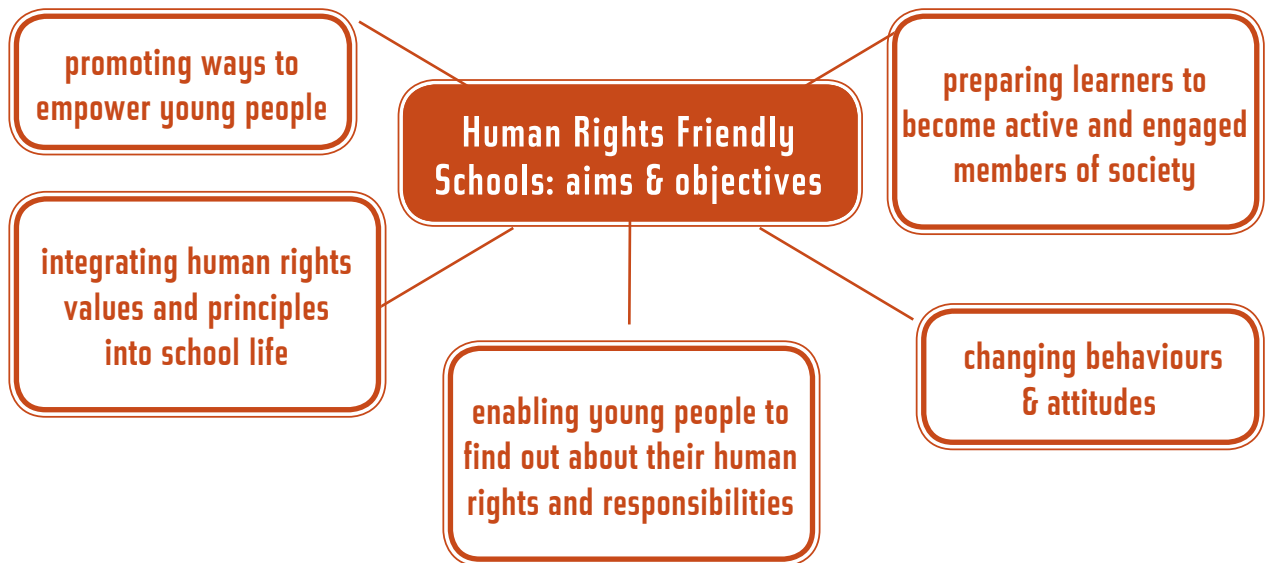 promoting ways to
empower young people
Human Rights Friendly
Schools: aims & objectives
preparing learners to
become active and engaged
members of society
integrating human rights
values and principles
into school life
enabling young people to
find out about their human
rights and responsibilities
changing behaviours
& attitudes